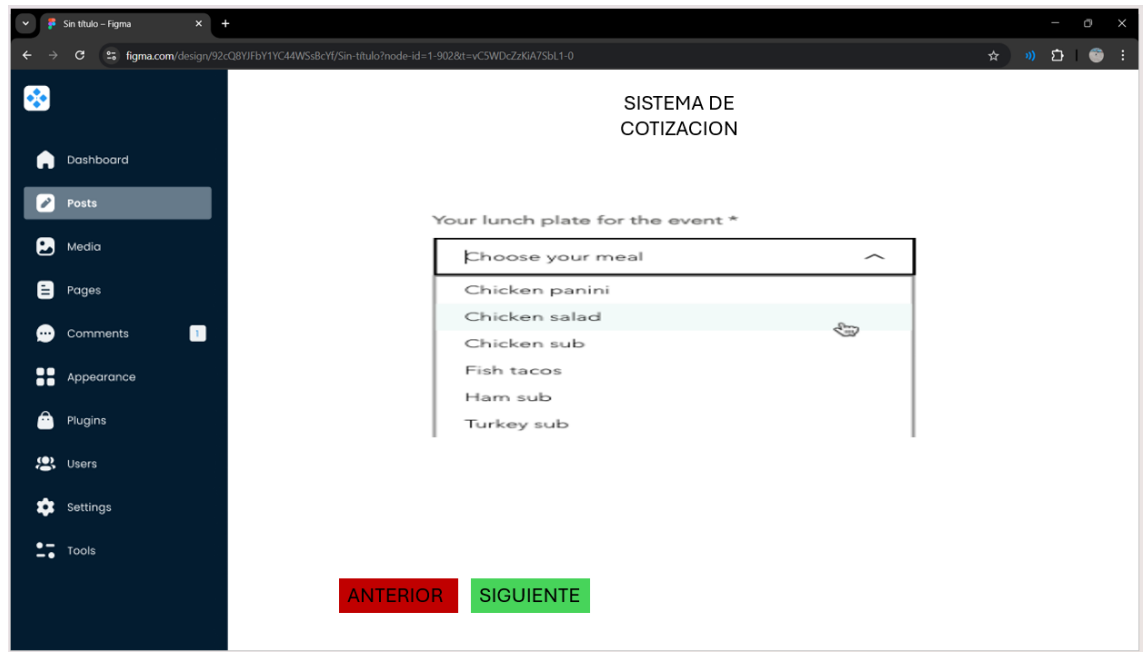 Sin título – Figma
figma.com/design/92cQ8YJFbY1YC44WSsBcYf/Sin-título?node-id=1-902&t=vC5WDcZzKiA7SbL1-0
Dashboard
Posts
Media
Pages
Comments 1
Appearance
Plugins
Users
Settings
Tools
SISTEMA DE
COTIZACION
Your lunch plate for the event *
Choose your meal
Chicken panini
Chicken salad
Chicken sub
Fish tacos
Ham sub
Turkey sub
ANTERIOR SIGUIENTE